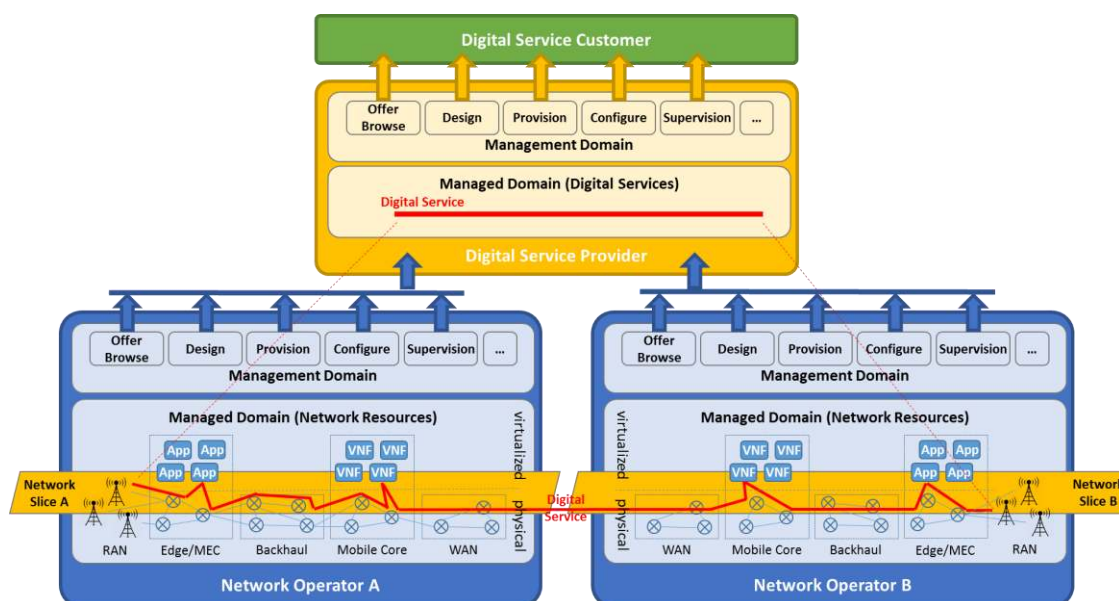 Digital Service Customer
Offer
Browse
Design
Provision
Configure
Supervision
...
Management Domain
Managed Domain (Digital Services)
Digital Service
Digital Service Provider
Offer
Browse
Design
Provision
Configure
Supervision
...
Management Domain
Managed Domain (Network Resources)
virtualized
physical
App
App
App
App
VNF
VNF
VNF
VNF
Network
Slice A
RAN
Edge/MEC
Backhaul
Mobile Core
WAN
Network Operator A
Digital
Service
Offer
Browse
Design
Provision
Configure
Supervision
...
Management Domain
Managed Domain (Network Resources)
virtualized
physical
VNF
VNF
VNF
VNF
App
App
App
App
Network
Slice B
WAN
Mobile Core
Backhaul
Edge/MEC
RAN
Network Operator B